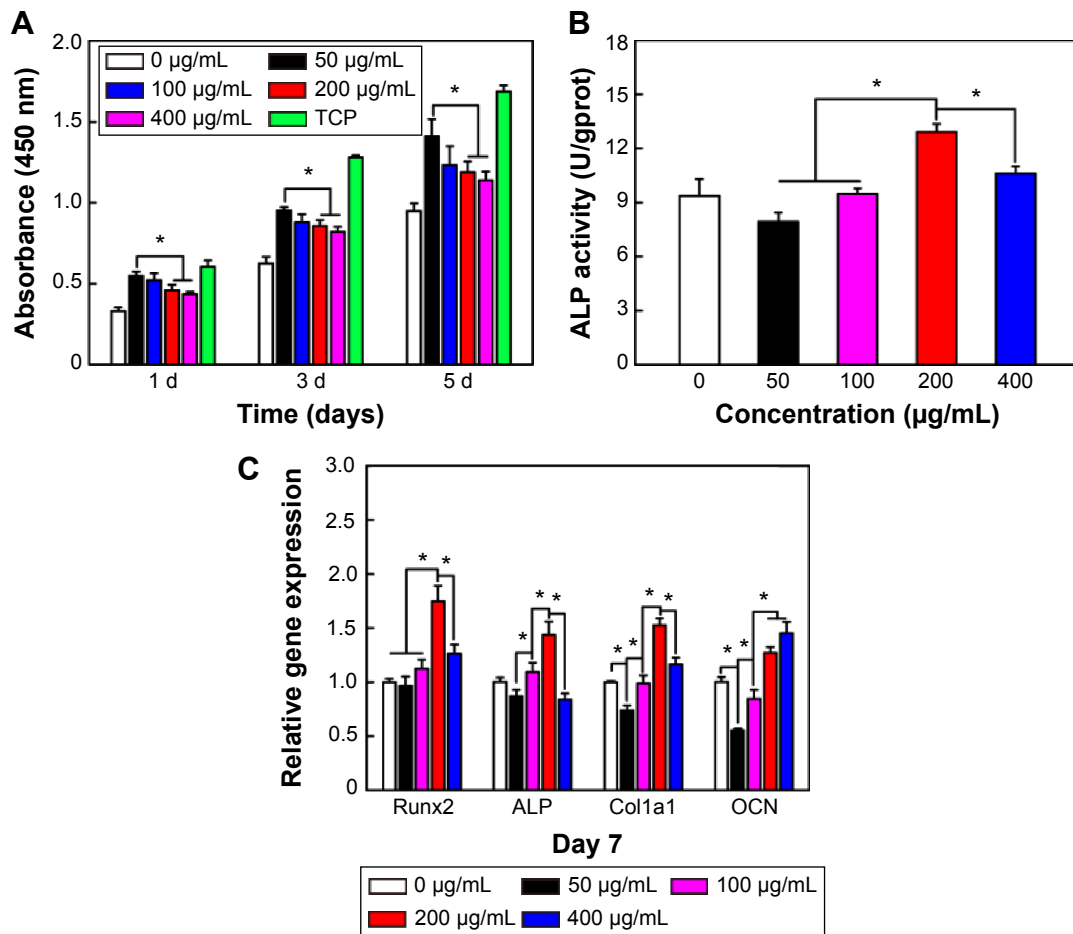 A
2.0
1.5
1.0
0.5
0
Absorbance (450 nm)
0 µg/mL 50 µg/mL
100 µg/mL 200 µg/mL
400 µg/mL TCP
*
*
*
1 d 3 d 5 d
Time (days)
B
18
15
12
9
6
3
0
ALP activity (U/gprot)
* *
0 50 100 200 400
Concentration (µg/mL)
C
3.0
2.5
2.0
1.5
1.0
0.5
0
Relative gene expression
* *
* * *
* * * *
* * *
Runx2 ALP Col1a1 OCN
Day 7
0 µg/mL 50 µg/mL 100 µg/mL
200 µg/mL 400 µg/mL